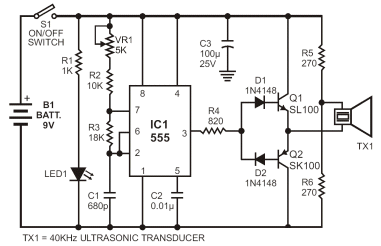 S1
ON/OFF
SWITCH
R1
1K
VR1
5K
R2
10K
R3
18K
B1
BATT.
9V
LED1
C1
680p
7
6
2
8
4
IC1
555
3
1
5
C2
0.01µ
C3
100µ
25V
R4
820
D1
1N4148
D2
1N4148
Q1
SL100
Q2
SK100
R5
270
R6
270
TX1
TX1 = 40KHz ULTRASONIC TRANSDUCER